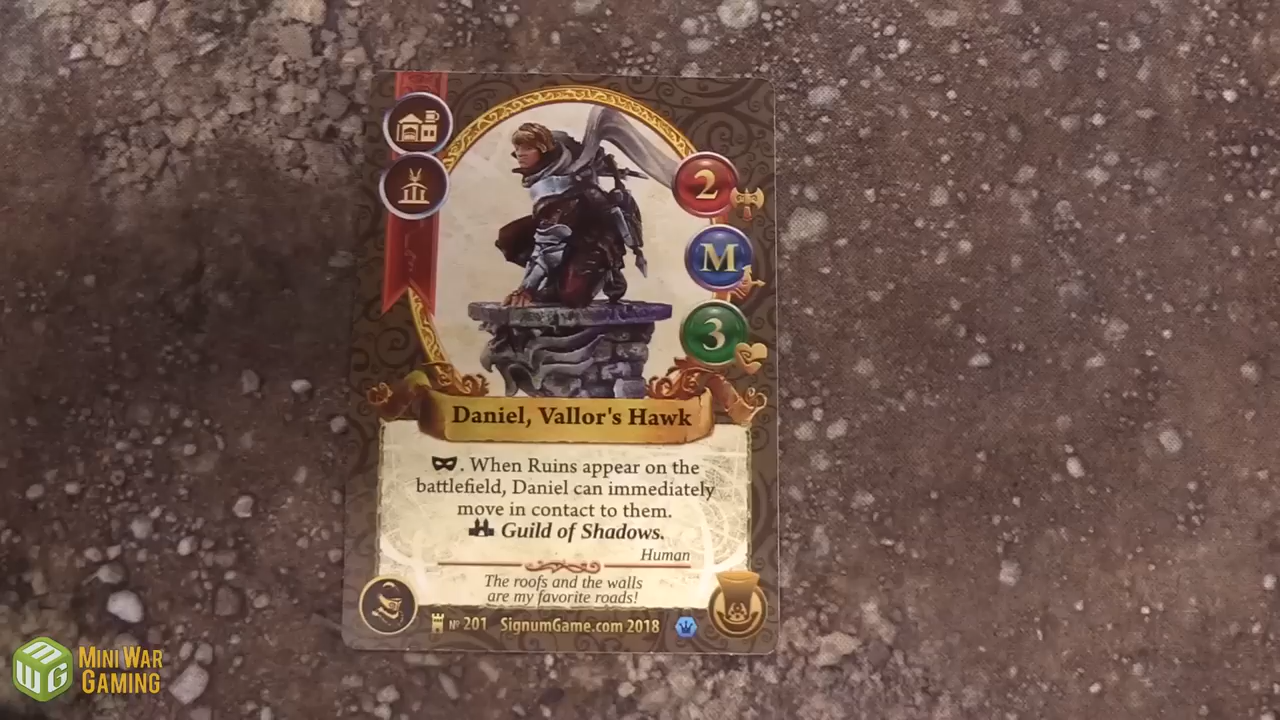 2
M
3
Daniel, Vallor's Hawk
. When Ruins appear on the
battlefield, Daniel can immediately
move in contact to them.
Guild of Shadows.
Human
The roofs and the walls
are my favorite roads!
№ 201 SignumGame.com 2018
MWG
MINI WAR
GAMING